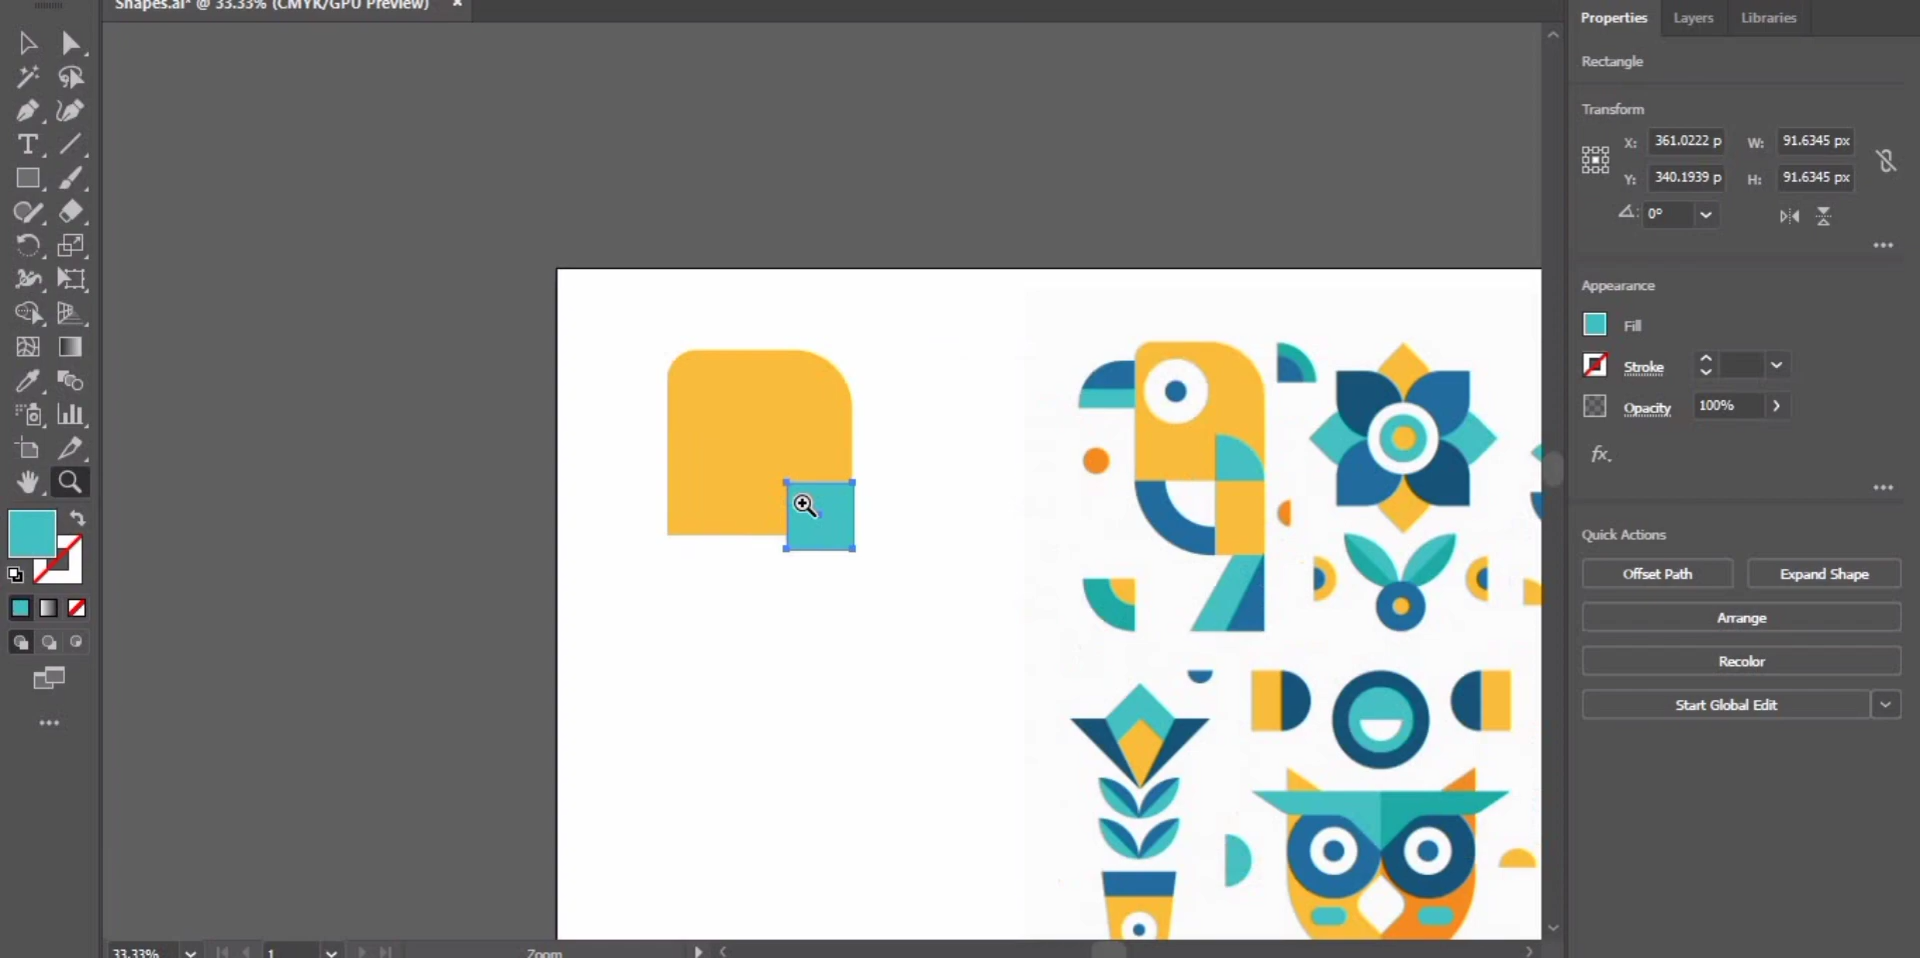 Shapes.ai* @ 33.33% (CMYK/GPU Preview) ×
Properties Layers Libraries
Rectangle
Transform
X: 361.0222 p W: 91.6345 px
Y: 340.1939 p H: 91.6345 px
0°
Appearance
Fill
Stroke
Opacity 100%
fx.
Quick Actions
Offset Path Expand Shape
Arrange
Recolor
Start Global Edit
33.33% 1 Zoom